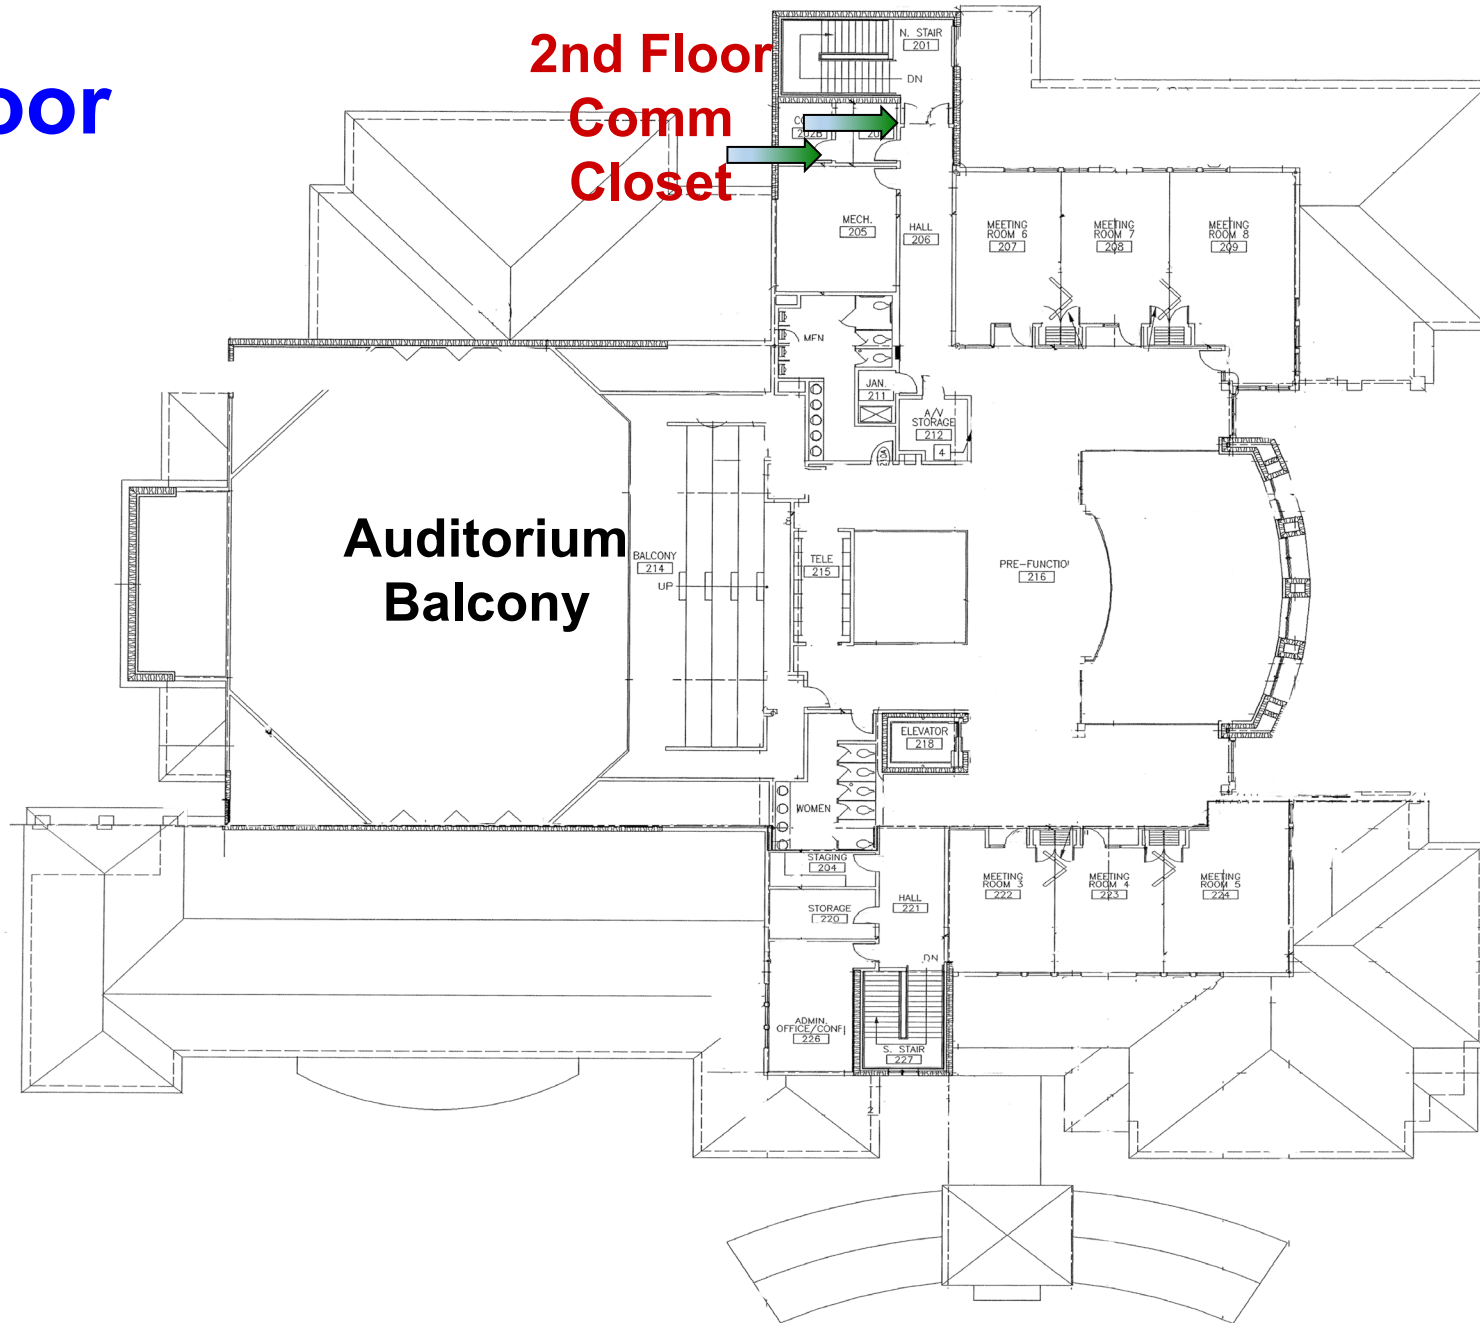 oor
2nd Floor
Comm
Closet
N. STAIR
201
DN
202B
MECH.
205
HALL
206
MEETING
ROOM 6
207
MEETING
ROOM 7
208
MEETING
ROOM 8
209
MEN
JAN.
211
A/V
STORAGE
212
4
Auditorium
Balcony
BALCONY
214
UP
TELE
215
PRE-FUNCTIO
216
ELEVATOR
218
WOMEN
STAGING
204
STORAGE
220
HALL
221
DN
MEETING
ROOM 3
222
MEETING
ROOM 4
223
MEETING
ROOM 5
224
ADMIN.
OFFICE/CONF
226
S. STAIR
227
2